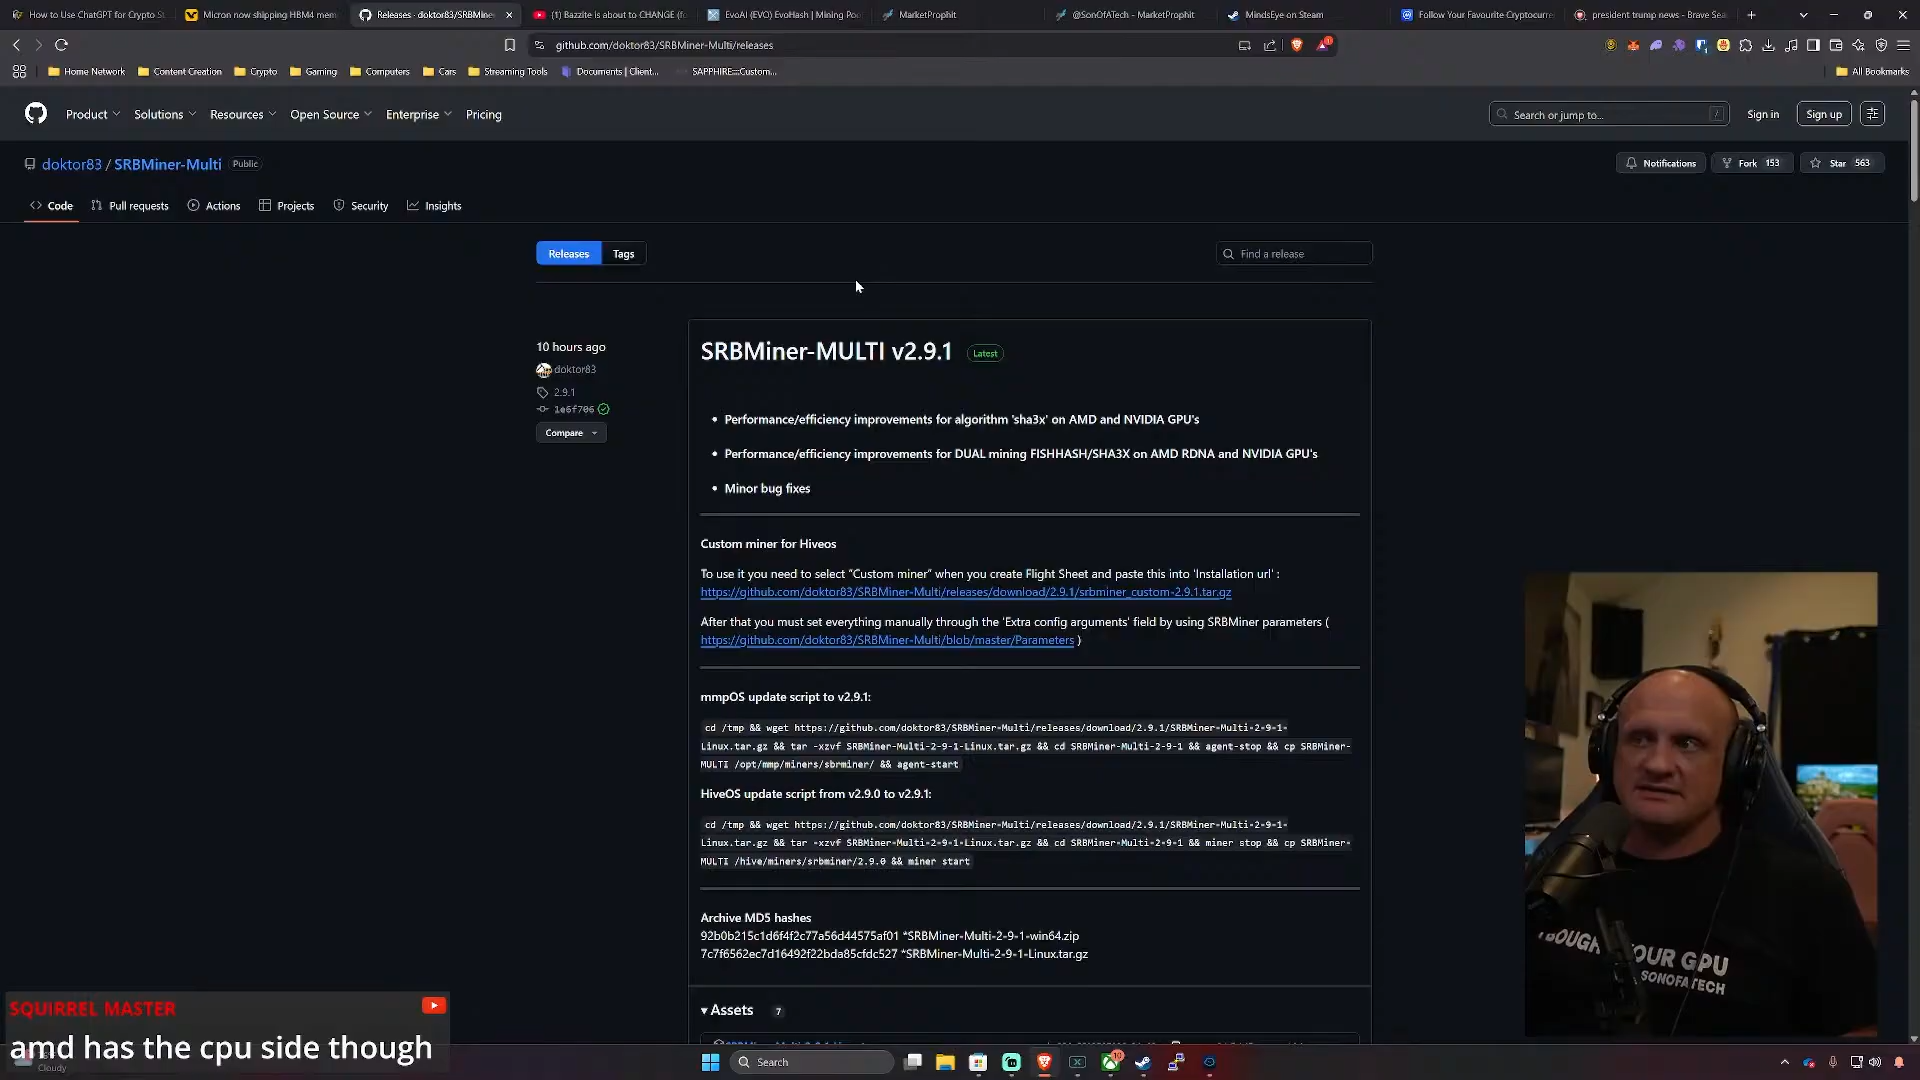 How to Use ChatGPT for Crypto S
Micron now shipping HBM4 mem
Releases · doktor83/SRBMine
(1) Bazzite is about to CHANGE (f
EvoAI (EVO) EvoHash | Mining Poo
MarketProphit
@SonOfATech - MarketProphit
MindsEye on Steam
Follow Your Favourite Cryptocurre
president trump news - Brave Sea
github.com/doktor83/SRBMiner-Multi/releases
Home Network
Content Creation
Crypto
Gaming
Computers
Cars
Streaming Tools
Documents | Client...
SAPPHIRE::::Custom...
All Bookmarks
Product
Solutions
Resources
Open Source
Enterprise
Pricing
Search or jump to...
/
Sign in
Sign up
doktor83 / SRBMiner-Multi
Public
Notifications
Fork 153
Star 563
Code
Pull requests
Actions
Projects
Security
Insights
Releases
Tags
Find a release
10 hours ago
doktor83
2.9.1
1e6f706
Compare
SRBMiner-MULTI v2.9.1 Latest
• Performance/efficiency improvements for algorithm 'sha3x' on AMD and NVIDIA GPU's
• Performance/efficiency improvements for DUAL mining FISHHASH/SHA3X on AMD RDNA and NVIDIA GPU's
• Minor bug fixes
Custom miner for Hiveos
To use it you need to select “Custom miner” when you create Flight Sheet and paste this into 'Installation url' :
https://github.com/doktor83/SRBMiner-Multi/releases/download/2.9.1/srbminer_custom-2.9.1.tar.gz
After that you must set everything manually through the 'Extra config arguments' field by using SRBMiner parameters (
https://github.com/doktor83/SRBMiner-Multi/blob/master/Parameters )
mmpOS update script to v2.9.1:
cd /tmp && wget https://github.com/doktor83/SRBMiner-Multi/releases/download/2.9.1/SRBMiner-Multi-2-9-1-
Linux.tar.gz && tar -xzvf SRBMiner-Multi-2-9-1-Linux.tar.gz && cd SRBMiner-Multi-2-9-1 && agent-stop && cp SRBMiner-
MULTI /opt/mmp/miners/sbrminer/ && agent-start
HiveOS update script from v2.9.0 to v2.9.1:
cd /tmp && wget https://github.com/doktor83/SRBMiner-Multi/releases/download/2.9.1/SRBMiner-Multi-2-9-1-
Linux.tar.gz && tar -xzvf SRBMiner-Multi-2-9-1-Linux.tar.gz && cd SRBMiner-Multi-2-9-1 && miner stop && cp SRBMiner-
MULTI /hive/miners/srbminer/2.9.0 && miner start
Archive MD5 hashes
92b0b215c1d6f4f2c77a56d44575af01 *SRBMiner-Multi-2-9-1-win64.zip
7c7f6562ec7d16492f22bda85cfdc527 *SRBMiner-Multi-2-9-1-Linux.tar.gz
Assets 7
YOUR GPU
SONOFATECH
SQUIRREL MASTER
amd has the cpu side though
Cloudy
Search